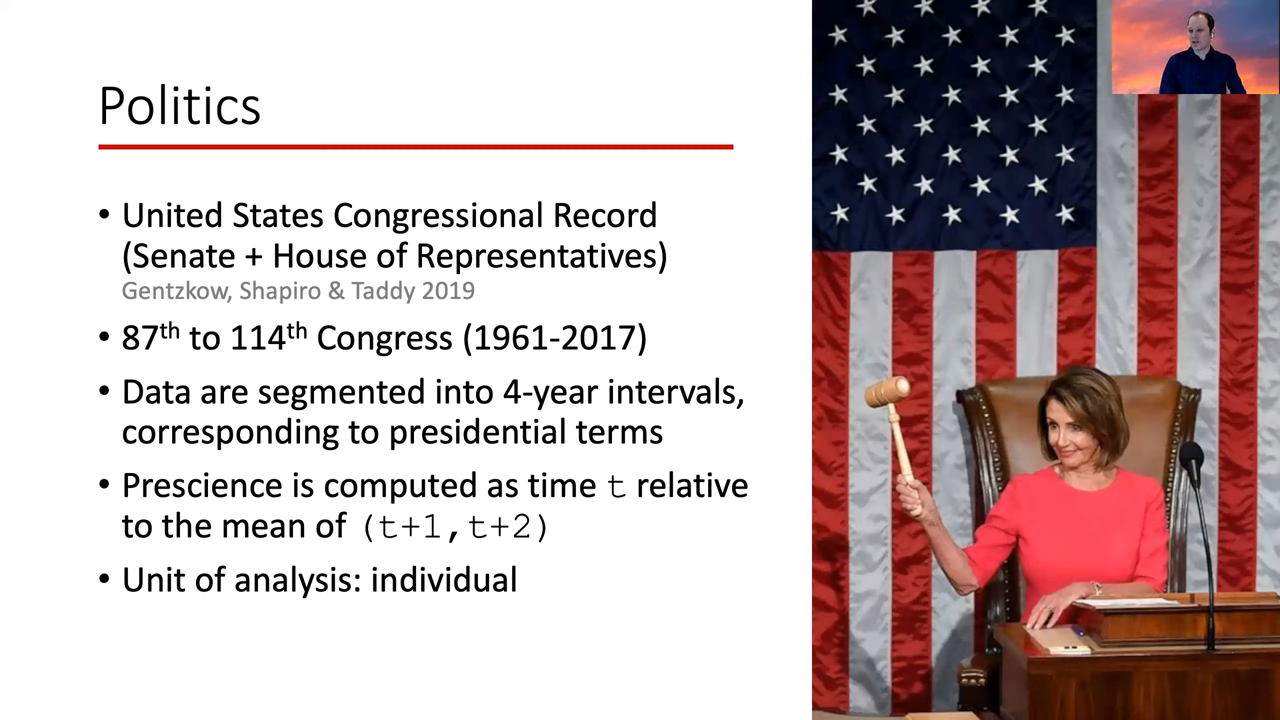 Politics
• United States Congressional Record
(Senate + House of Representatives)
Gentzkow, Shapiro & Taddy 2019
• 87th to 114th Congress (1961-2017)
• Data are segmented into 4-year intervals,
corresponding to presidential terms
• Prescience is computed as time t relative
to the mean of (t+1,t+2)
• Unit of analysis: individual